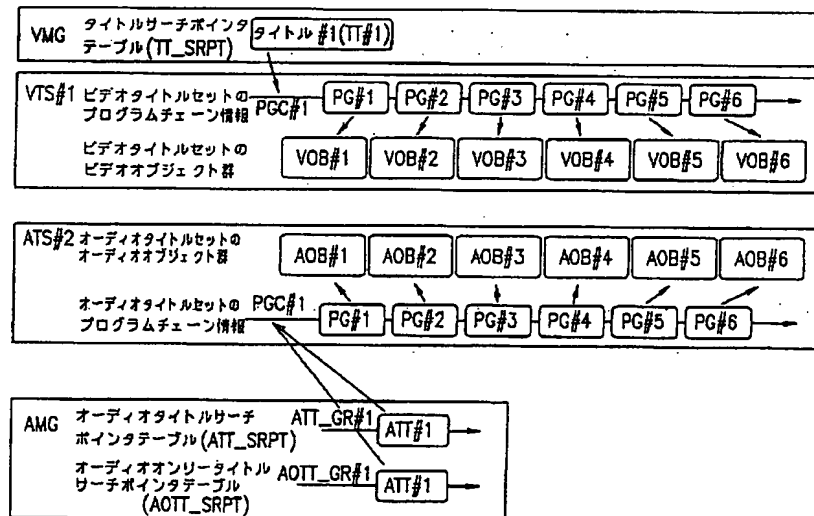 VMG タイトルサーチポインタ
テーブル(TT_SRPT)
タイトル #1(TT#1)
VTS#1 ビデオタイトルセットの
プログラムチェーン情報
PGC#1
PG#1 PG#2 PG#3 PG#4 PG#5 PG#6
ビデオタイトルセットの
ビデオオブジェクト群
VOB#1 VOB#2 VOB#3 VOB#4 VOB#5 VOB#6
ATS#2 オーディオタイトルセットの
オーディオオブジェクト群
AOB#1 AOB#2 AOB#3 AOB#4 AOB#5 AOB#6
オーディオタイトルセットの
プログラムチェーン情報
PGC#1
PG#1 PG#2 PG#3 PG#4 PG#5 PG#6
AMG オーディオタイトルサーチ
ポインタテーブル(ATT_SRPT)
ATT_GR#1
ATT#1
オーディオオンリータイトル
サーチポインタテーブル
(AOTT_SRPT)
AOTT_GR#1
ATT#1